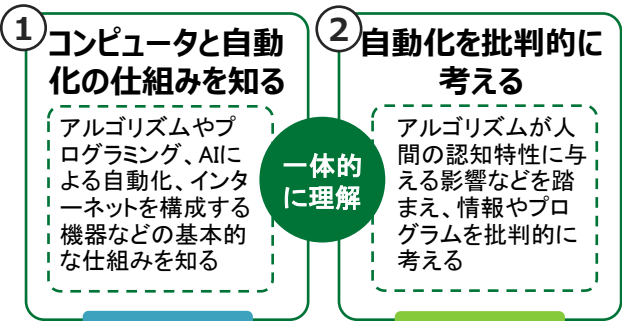 ①
コンピュータと自動
化の仕組みを知る
アルゴリズムやプ
ログラミング、AIに
よる自動化、インタ
ーネットを構成する
機器などの基本的
な仕組みを知る
一体的
に理解
②
自動化を批判的に
考える
アルゴリズムが人
間の認知特性に与
える影響などを踏
まえ、情報やプロ
グラムを批判的に
考える